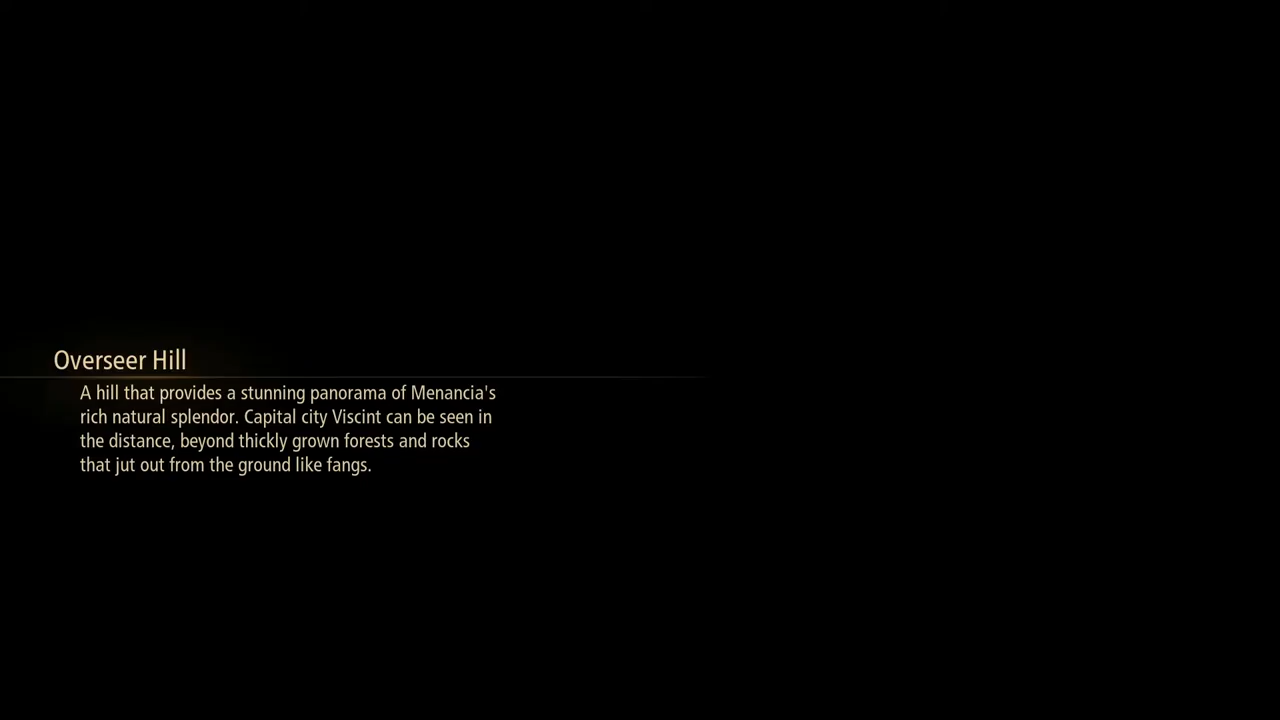 Overseer Hill
A hill that provides a stunning panorama of Menancia's
rich natural splendor. Capital city Viscint can be seen in
the distance, beyond thickly grown forests and rocks
that jut out from the ground like fangs.